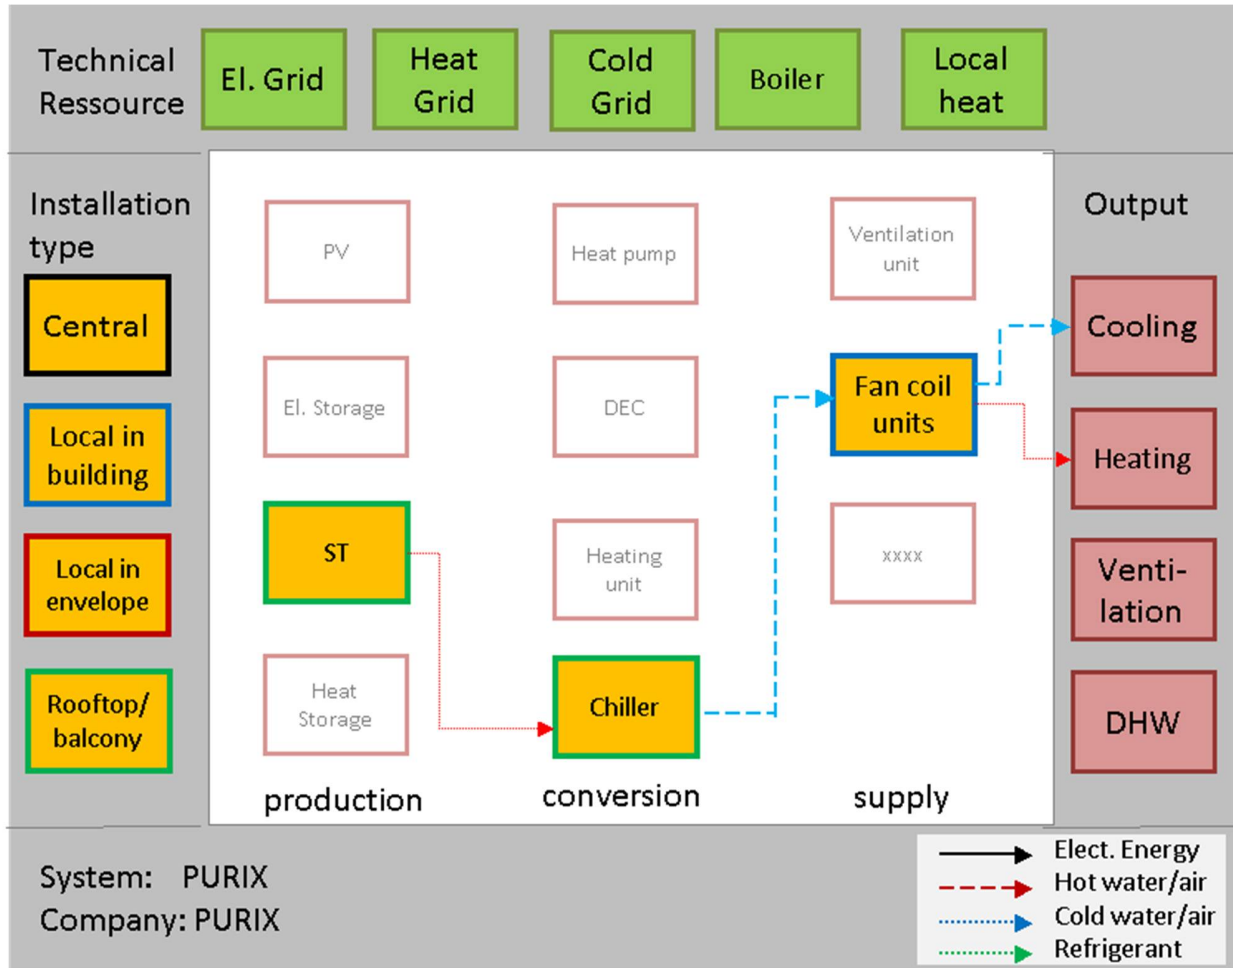 Technical
Ressource
El. Grid
Heat
Grid
Cold
Grid
Boiler
Local
heat
Installation
type
Central
Local in
building
Local in
envelope
Rooftop/
balcony
PV
El. Storage
ST
Heat
Storage
production
Heat pump
DEC
Heating
unit
Chiller
conversion
Ventilation
unit
Fan coil
units
xxxx
supply
Output
Cooling
Heating
Venti-
lation
DHW
System: PURIX
Company: PURIX
Elect. Energy
Hot water/air
Cold water/air
Refrigerant